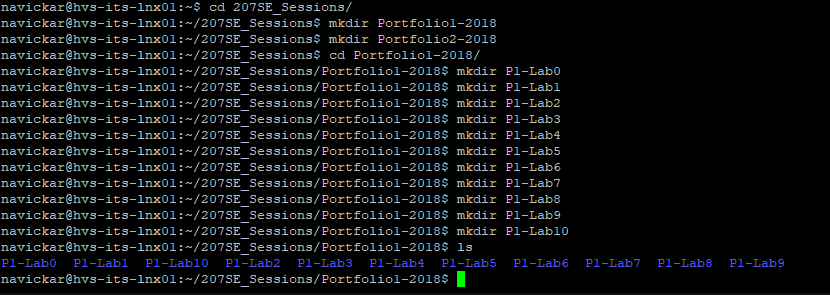 navickar@hvs-its-lnx01:~$ cd 207SE_Sessions/
navickar@hvs-its-lnx01:~/207SE_Sessions$ mkdir Portfolio1-2018
navickar@hvs-its-lnx01:~/207SE_Sessions$ mkdir Portfolio2-2018
navickar@hvs-its-lnx01:~/207SE_Sessions$ cd Portfolio1-2018/
navickar@hvs-its-lnx01:~/207SE_Sessions/Portfolio1-2018$ mkdir P1-Lab0
navickar@hvs-its-lnx01:~/207SE_Sessions/Portfolio1-2018$ mkdir P1-Lab1
navickar@hvs-its-lnx01:~/207SE_Sessions/Portfolio1-2018$ mkdir P1-Lab2
navickar@hvs-its-lnx01:~/207SE_Sessions/Portfolio1-2018$ mkdir P1-Lab3
navickar@hvs-its-lnx01:~/207SE_Sessions/Portfolio1-2018$ mkdir P1-Lab4
navickar@hvs-its-lnx01:~/207SE_Sessions/Portfolio1-2018$ mkdir P1-Lab5
navickar@hvs-its-lnx01:~/207SE_Sessions/Portfolio1-2018$ mkdir P1-Lab6
navickar@hvs-its-lnx01:~/207SE_Sessions/Portfolio1-2018$ mkdir P1-Lab7
navickar@hvs-its-lnx01:~/207SE_Sessions/Portfolio1-2018$ mkdir P1-Lab8
navickar@hvs-its-lnx01:~/207SE_Sessions/Portfolio1-2018$ mkdir P1-Lab9
navickar@hvs-its-lnx01:~/207SE_Sessions/Portfolio1-2018$ mkdir P1-Lab10
navickar@hvs-its-lnx01:~/207SE_Sessions/Portfolio1-2018$ ls
P1-Lab0  P1-Lab1  P1-Lab10  P1-Lab2  P1-Lab3  P1-Lab4  P1-Lab5  P1-Lab6  P1-Lab7  P1-Lab8  P1-Lab9
navickar@hvs-its-lnx01:~/207SE_Sessions/Portfolio1-2018$